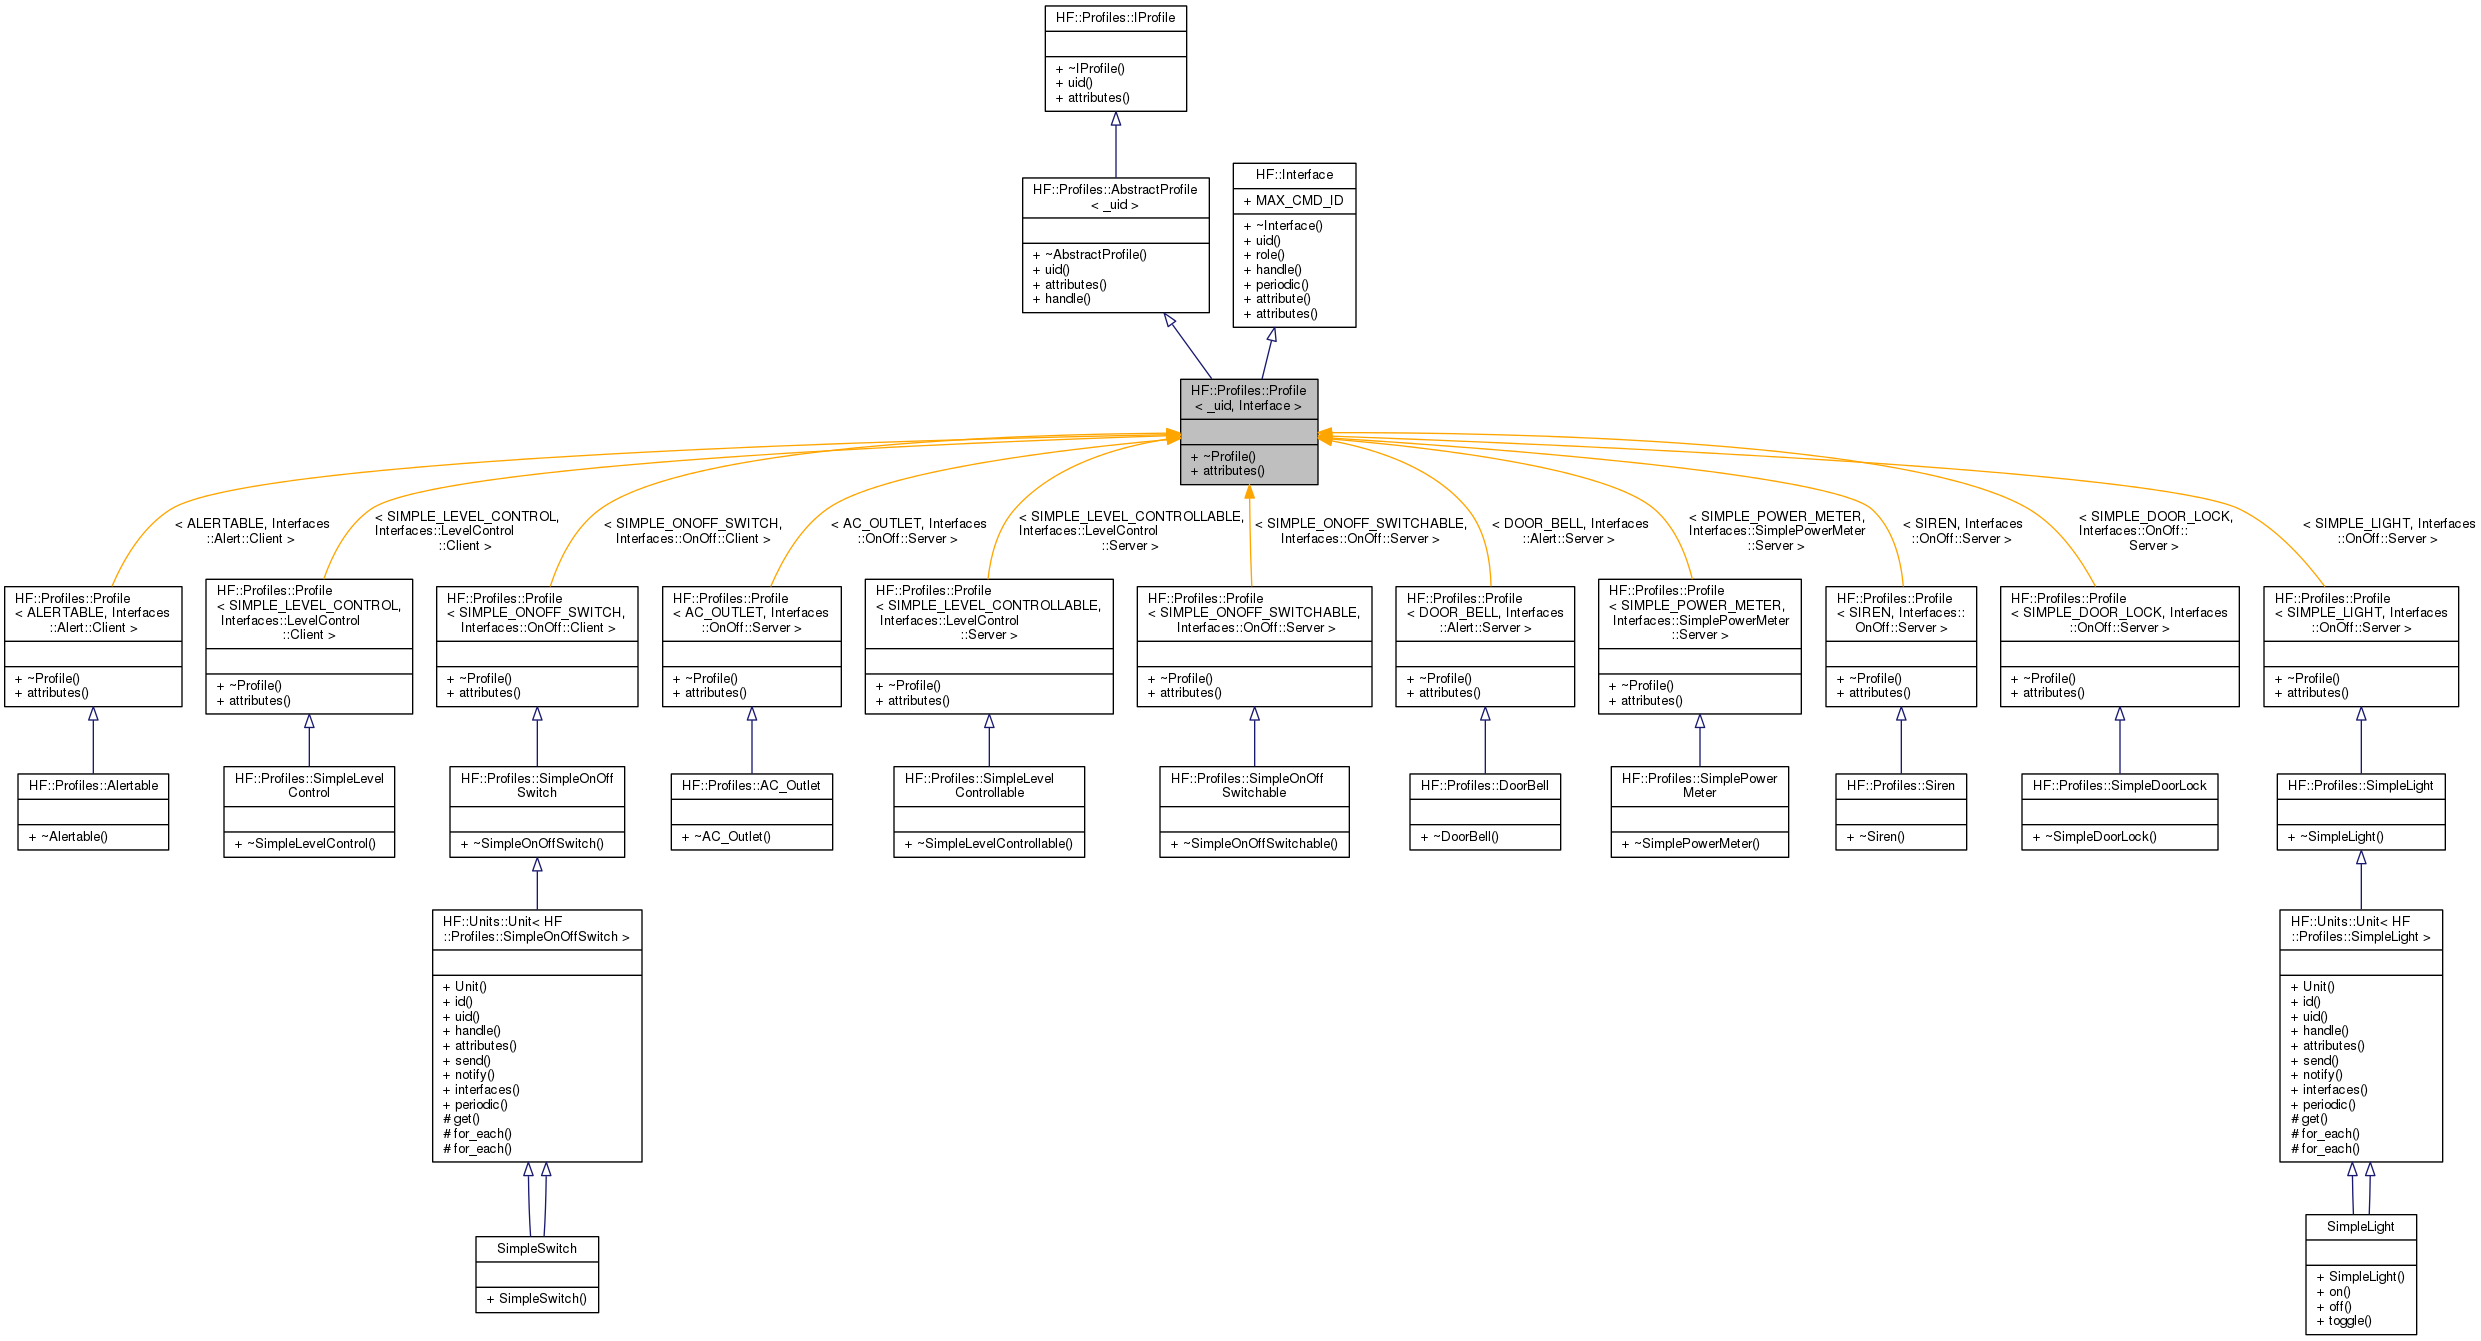 HF::Profiles::IProfile
+ ~IProfile()
+ uid()
+ attributes()
HF::Profiles::AbstractProfile
< _uid >
+ ~AbstractProfile()
+ uid()
+ attributes()
+ handle()
HF::Interface
+ MAX_CMD_ID
+ ~Interface()
+ uid()
+ role()
+ handle()
+ periodic()
+ attribute()
+ attributes()
HF::Profiles::Profile
< _uid, Interface >
+ ~Profile()
+ attributes()
< ALERTABLE, Interfaces
::Alert::Client >
< SIMPLE_LEVEL_CONTROL,
Interfaces::LevelControl
::Client >
< SIMPLE_ONOFF_SWITCH,
Interfaces::OnOff::Client >
< AC_OUTLET, Interfaces
::OnOff::Server >
< SIMPLE_LEVEL_CONTROLLABLE,
Interfaces::LevelControl
::Server >
< SIMPLE_ONOFF_SWITCHABLE,
Interfaces::OnOff::Server >
< DOOR_BELL, Interfaces
::Alert::Server >
< SIMPLE_POWER_METER,
Interfaces::SimplePowerMeter
::Server >
< SIREN, Interfaces
::OnOff::Server >
< SIMPLE_DOOR_LOCK,
Interfaces::OnOff::
Server >
< SIMPLE_LIGHT, Interfaces
::OnOff::Server >
HF::Profiles::Profile
< ALERTABLE, Interfaces
::Alert::Client >
+ ~Profile()
+ attributes()
HF::Profiles::Profile
< SIMPLE_LEVEL_CONTROL,
Interfaces::LevelControl
::Client >
+ ~Profile()
+ attributes()
HF::Profiles::Profile
< SIMPLE_ONOFF_SWITCH,
Interfaces::OnOff::Client >
+ ~Profile()
+ attributes()
HF::Profiles::Profile
< AC_OUTLET, Interfaces
::OnOff::Server >
+ ~Profile()
+ attributes()
HF::Profiles::Profile
< SIMPLE_LEVEL_CONTROLLABLE,
Interfaces::LevelControl
::Server >
+ ~Profile()
+ attributes()
HF::Profiles::Profile
< SIMPLE_ONOFF_SWITCHABLE,
Interfaces::OnOff::Server >
+ ~Profile()
+ attributes()
HF::Profiles::Profile
< DOOR_BELL, Interfaces
::Alert::Server >
+ ~Profile()
+ attributes()
HF::Profiles::Profile
< SIMPLE_POWER_METER,
Interfaces::SimplePowerMeter
::Server >
+ ~Profile()
+ attributes()
HF::Profiles::Profile
< SIREN, Interfaces::
OnOff::Server >
+ ~Profile()
+ attributes()
HF::Profiles::Profile
< SIMPLE_DOOR_LOCK, Interfaces
::OnOff::Server >
+ ~Profile()
+ attributes()
HF::Profiles::Profile
< SIMPLE_LIGHT, Interfaces
::OnOff::Server >
+ ~Profile()
+ attributes()
HF::Profiles::Alertable
+ ~Alertable()
HF::Profiles::SimpleLevel
Control
+ ~SimpleLevelControl()
HF::Profiles::SimpleOnOff
Switch
+ ~SimpleOnOffSwitch()
HF::Profiles::AC_Outlet
+ ~AC_Outlet()
HF::Profiles::SimpleLevel
Controllable
+ ~SimpleLevelControllable()
HF::Profiles::SimpleOnOff
Switchable
+ ~SimpleOnOffSwitchable()
HF::Profiles::DoorBell
+ ~DoorBell()
HF::Profiles::SimplePower
Meter
+ ~SimplePowerMeter()
HF::Profiles::Siren
+ ~Siren()
HF::Profiles::SimpleDoorLock
+ ~SimpleDoorLock()
HF::Profiles::SimpleLight
+ ~SimpleLight()
HF::Units::Unit< HF
::Profiles::SimpleOnOffSwitch >
+ Unit()
+ id()
+ uid()
+ handle()
+ attributes()
+ send()
+ notify()
+ interfaces()
+ periodic()
# get()
# for_each()
# for_each()
HF::Units::Unit< HF
::Profiles::SimpleLight >
+ Unit()
+ id()
+ uid()
+ handle()
+ attributes()
+ send()
+ notify()
+ interfaces()
+ periodic()
# get()
# for_each()
# for_each()
SimpleSwitch
+ SimpleSwitch()
SimpleLight
+ SimpleLight()
+ on()
+ off()
+ toggle()